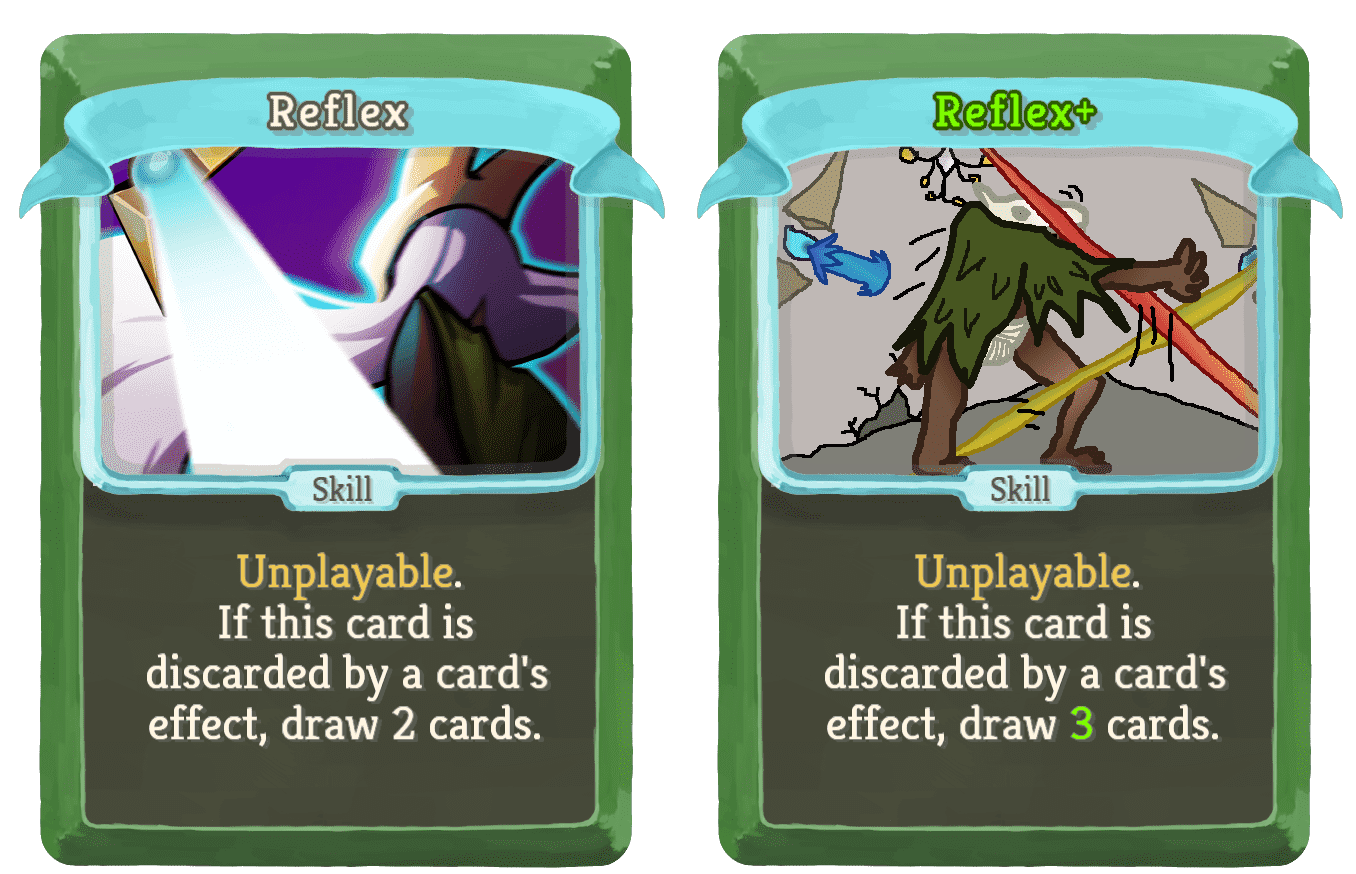 Reflex
Skill
Unplayable.
If this card is
discarded by a card's
effect, draw 2 cards.
Reflex+
Skill
Unplayable.
If this card is
discarded by a card's
effect, draw 3 cards.